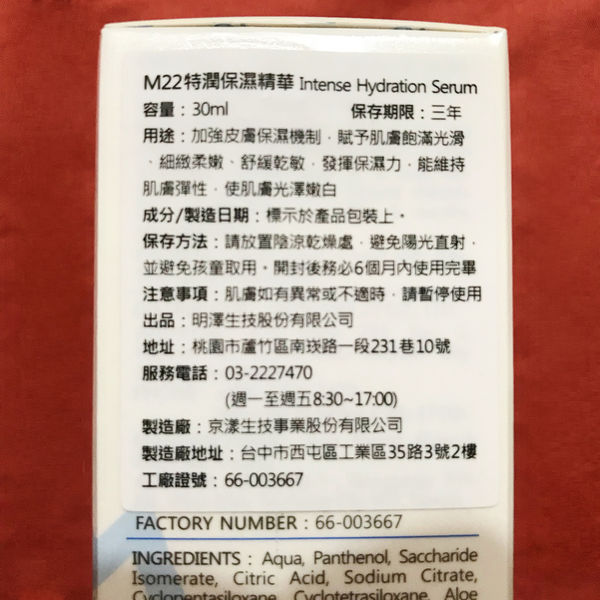 M22特潤保濕精華 Intense Hydration Serum
容量：30ml 保存期限：三年
用途：加強皮膚保濕機制，賦予肌膚飽滿光滑
、細緻柔嫩、舒緩乾敏，發揮保濕力，能維持
肌膚彈性，使肌膚光澤嫩白
成分/製造日期：標示於產品包裝上。
保存方法：請放置陰涼乾燥處，避免陽光直射，
並避免孩童取用。開封後務必6個月內使用完畢
注意事項：肌膚如有異常或不適時，請暫停使用
出品：明澤生技股份有限公司
地址：桃園市蘆竹區南崁路一段231巷10號
服務電話：03-2227470
(週一至週五8:30~17:00)
製造廠：京漾生技事業股份有限公司
製造廠地址：台中市西屯區工業區35路3號2樓
工廠證號：66-003667
FACTORY NUMBER：66-003667
INGREDIENTS：Aqua, Panthenol, Saccharide
Isomerate, Citric Acid, Sodium Citrate,
Cyclopentasiloxane, Cyclotetrasiloxane, Aloe